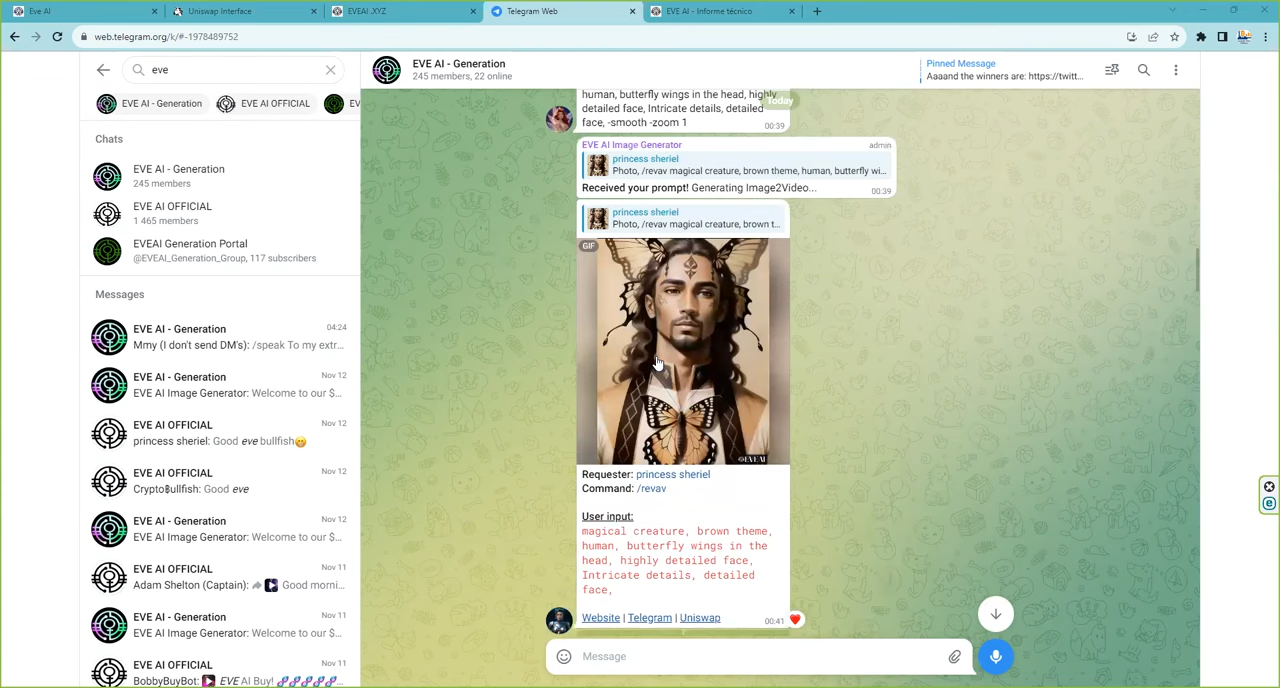 Eve AI
Uniswap Interface
EVEAI .XYZ
Telegram Web
EVE AI - Informe técnico
web.telegram.org/k/#-1978489752
eve
EVE AI - Generation
EVE AI OFFICIAL
EV
Chats
EVE AI - Generation
245 members
EVE AI OFFICIAL
1 465 members
EVEAI Generation Portal
@EVEAI_Generation_Group, 117 subscribers
Messages
EVE AI - Generation
04:24
Mmy (I don't send DM's): /speak To my extr...
EVE AI - Generation
Nov 12
EVE AI Image Generator: Welcome to our $...
EVE AI OFFICIAL
Nov 12
princess sheriel: Good eve bullfish😊
EVE AI OFFICIAL
Nov 12
Crypto₿ullfish: Good eve
EVE AI - Generation
Nov 12
EVE AI Image Generator: Welcome to our $...
EVE AI OFFICIAL
Nov 11
Adam Shelton (Captain): Good morni...
EVE AI - Generation
Nov 11
EVE AI Image Generator: Welcome to our $...
EVE AI OFFICIAL
Nov 11
BobbyBuyBot: EVE AI Buy! 🧬🧬🧬🧬🧬...
EVE AI - Generation
245 members, 22 online
Pinned Message
Aaaand the winners are: https://twitt...
Today
human, butterfly wings in the head, highly
detailed face, Intricate details, detailed
face, -smooth -zoom 1
00:39
EVE AI Image Generator
admin
princess sheriel
Photo, /revav magical creature, brown theme, human, butterfly wi...
Received your prompt! Generating Image2Video...
00:39
princess sheriel
Photo, /revav magical creature, brown t...
GIF
@EVEAI
Requester: princess sheriel
Command: /revav
User input:
magical creature, brown theme,
human, butterfly wings in the
head, highly detailed face,
Intricate details, detailed
face,
Website | Telegram | Uniswap
00:41
Message